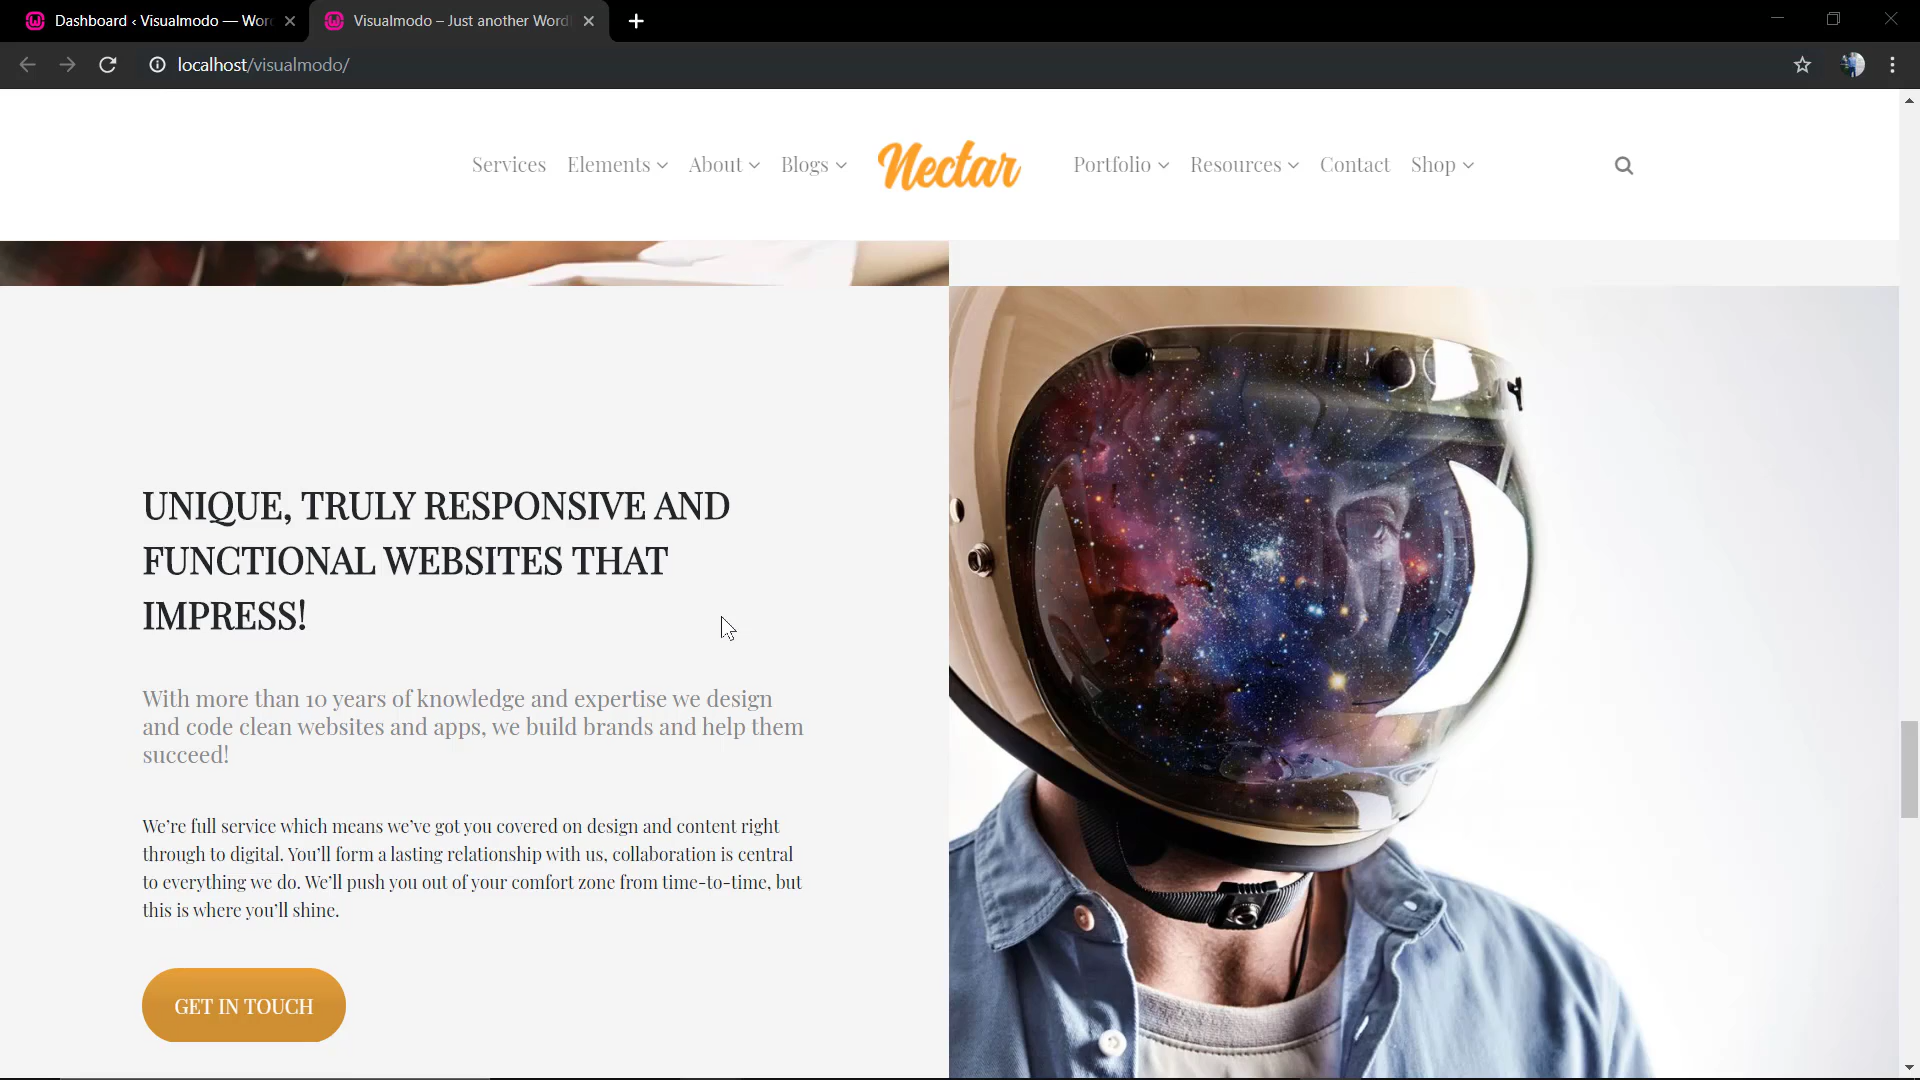 Dashboard ‹ Visualmodo — Wor
Visualmodo – Just another Word
localhost/visualmodo/
Services Elements About Blogs Nectar Portfolio Resources Contact Shop
UNIQUE, TRULY RESPONSIVE AND
FUNCTIONAL WEBSITES THAT
IMPRESS!
With more than 10 years of knowledge and expertise we design
and code clean websites and apps, we build brands and help them
succeed!
We're full service which means we've got you covered on design and content right
through to digital. You'll form a lasting relationship with us, collaboration is central
to everything we do. We'll push you out of your comfort zone from time-to-time, but
this is where you'll shine.
GET IN TOUCH